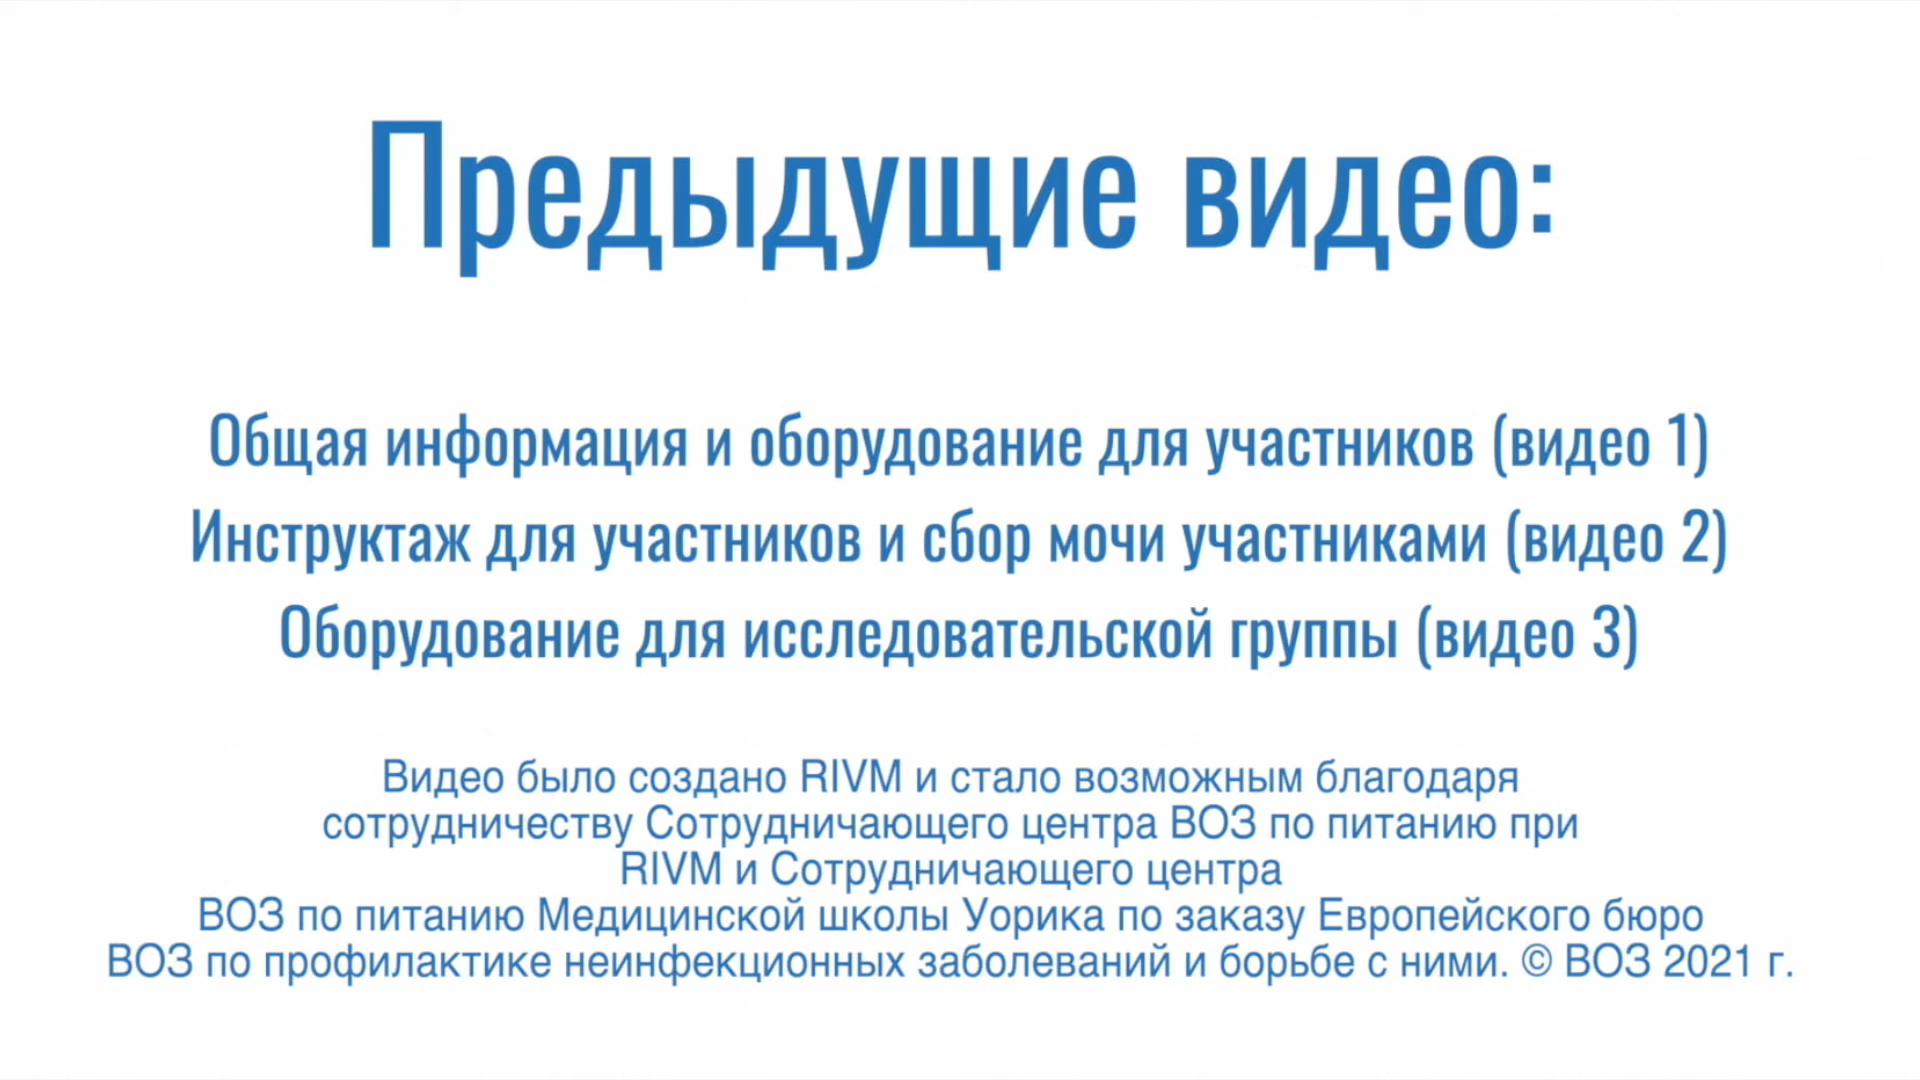 Предыдущие видео:
Общая информация и оборудование для участников (видео 1)
Инструктаж для участников и сбор мочи участниками (видео 2)
Оборудование для исследовательской группы (видео 3)
Видео было создано RIVM и стало возможным благодаря
сотрудничеству Сотрудничающего центра ВОЗ по питанию при
RIVM и Сотрудничающего центра
ВОЗ по питанию Медицинской школы Уорика по заказу Европейского бюро
ВОЗ по профилактике неинфекционных заболеваний и борьбе с ними. © ВОЗ 2021 г.